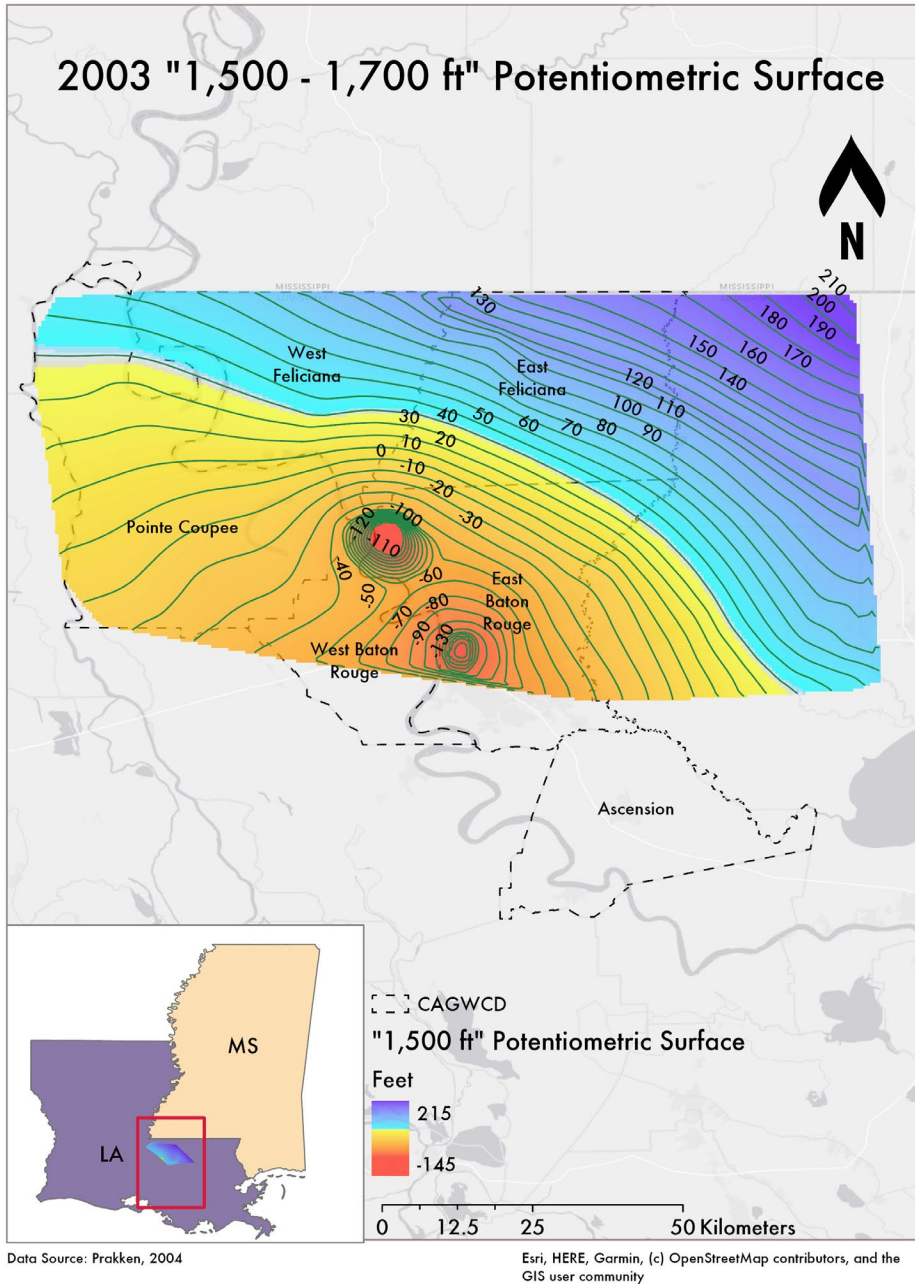 2003 "1,500 - 1,700 ft" Potentiometric Surface
N
MISSISSIPPI
MISSISSIPPI
LOUISIANA
210
200
190
180
170
160
150
140
130
120
110
100
90
80
70
60
50
40
30
20
10
0
-10
-20
-30
-100
-120
-110
-40
-50
-60
-70
-80
-90
-130
West
Feliciana
East
Feliciana
Pointe Coupee
East
Baton
Rouge
West Baton
Rouge
Ascension
MS
LA
CAGWCD
"1,500 ft" Potentiometric Surface
Feet
215
-145
0 12.5 25 50 Kilometers
Data Source: Prakken, 2004
Esri, HERE, Garmin, (c) OpenStreetMap contributors, and the
GIS user community